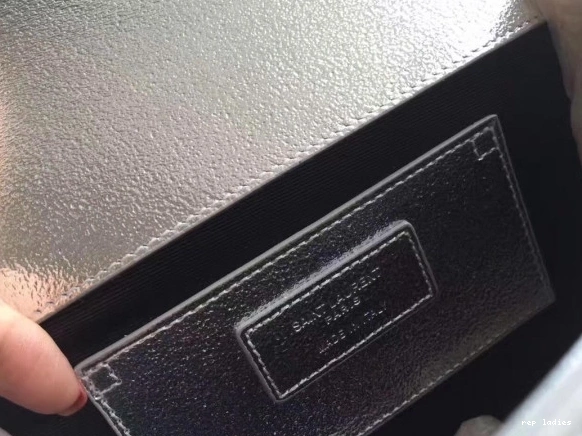 SAINT LAURENT
PARIS
MADE IN ITALY
rep ladies